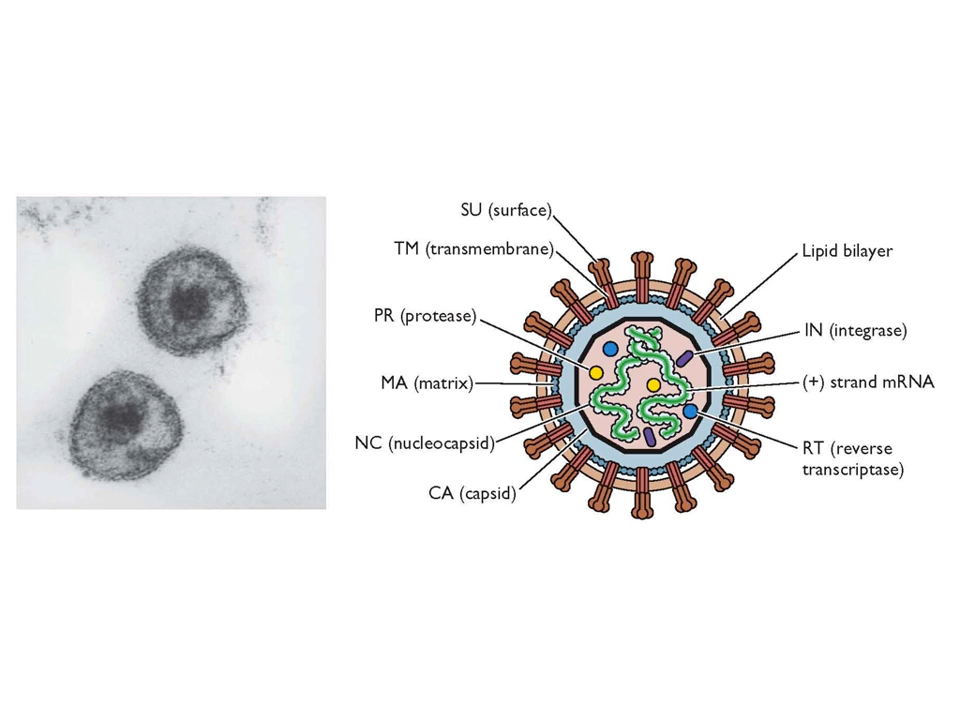 SU (surface)
TM (transmembrane)
PR (protease)
MA (matrix)
NC (nucleocapsid)
CA (capsid)
Lipid bilayer
IN (integrase)
(+) strand mRNA
RT (reverse
transcriptase)